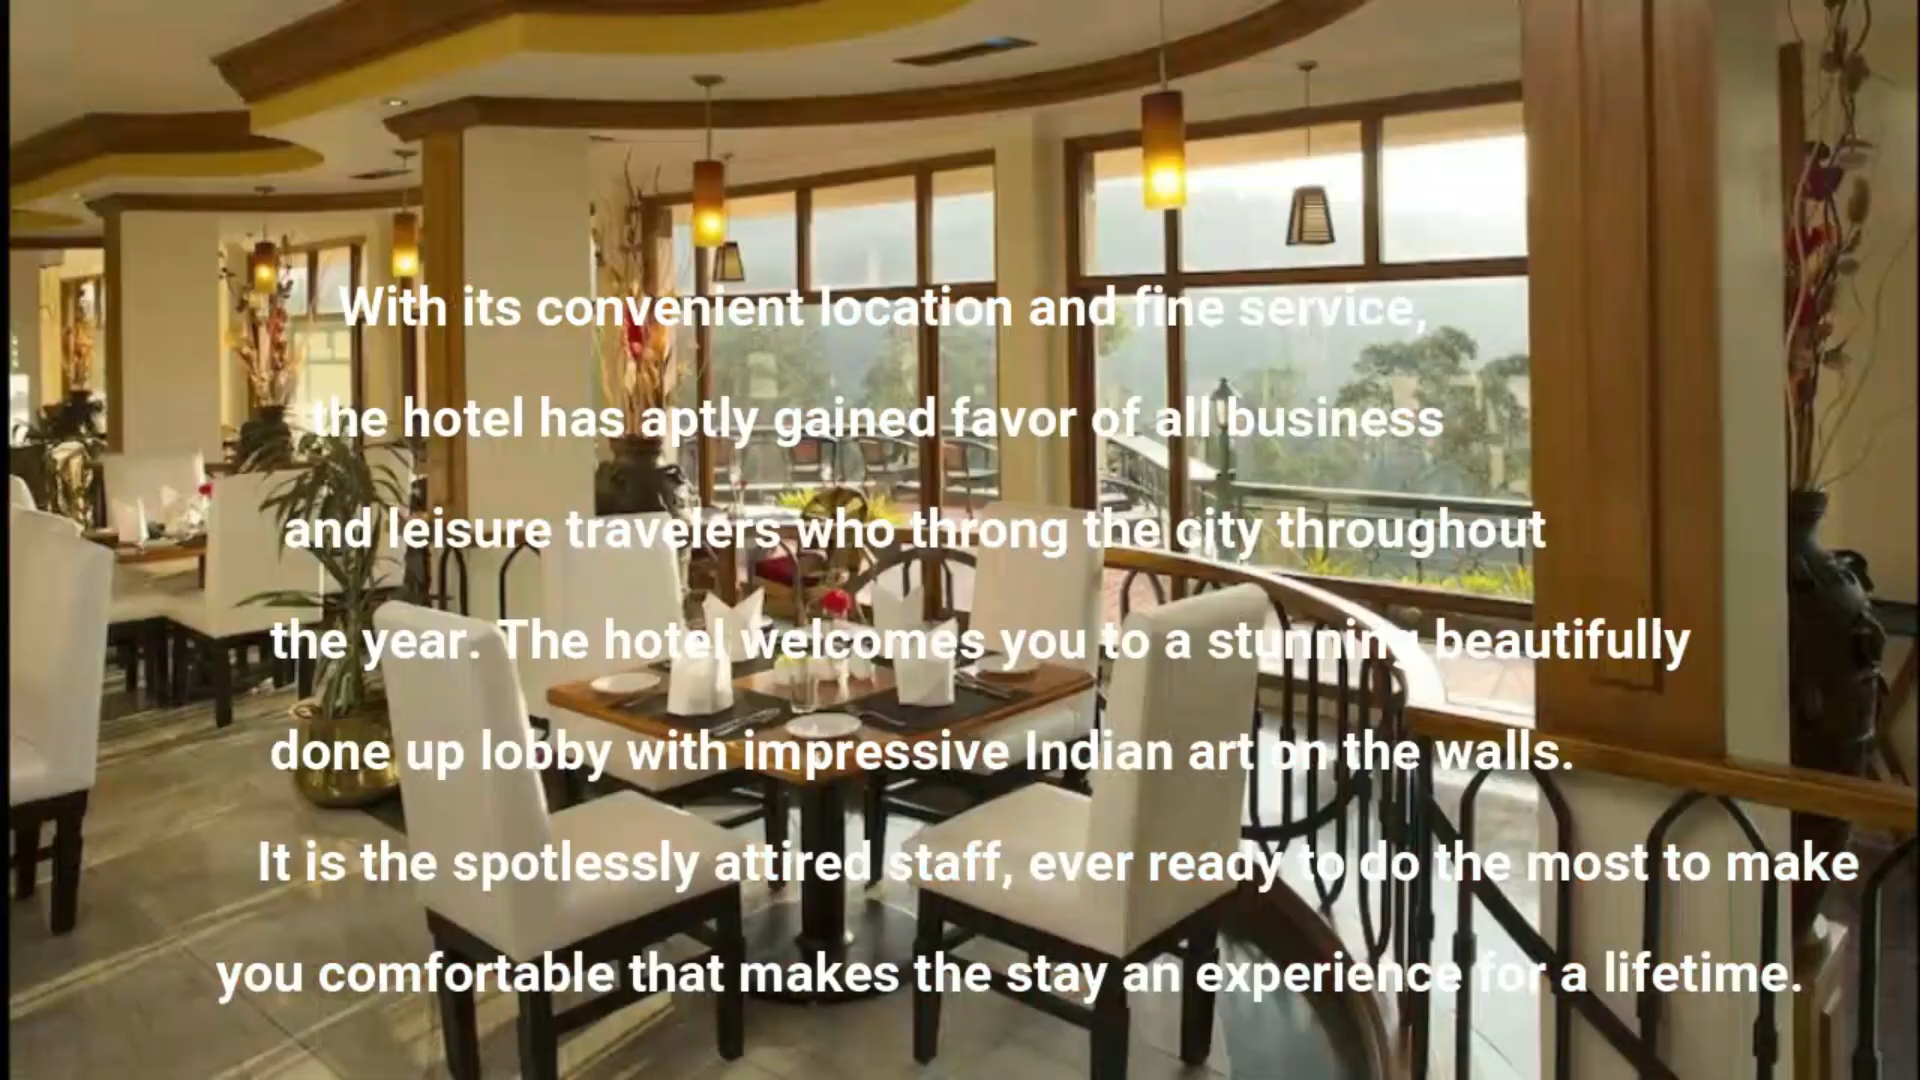 With its convenient location and fine service,
the hotel has aptly gained favor of all business
and leisure travelers who throng the city throughout
the year. The hotel welcomes you to a stunning beautifully
done up lobby with impressive Indian art on the walls.
It is the spotlessly attired staff, ever ready to do the most to make
you comfortable that makes the stay an experience for a lifetime.